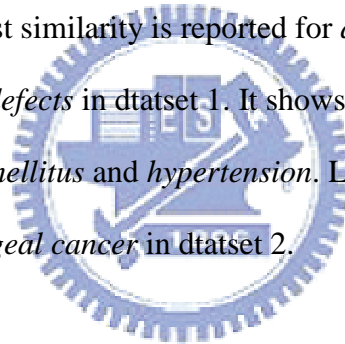 st similarity is reported for
defects in dtatset 1. It shows
mellitus and hypertension. L
geal cancer in dtatset 2.